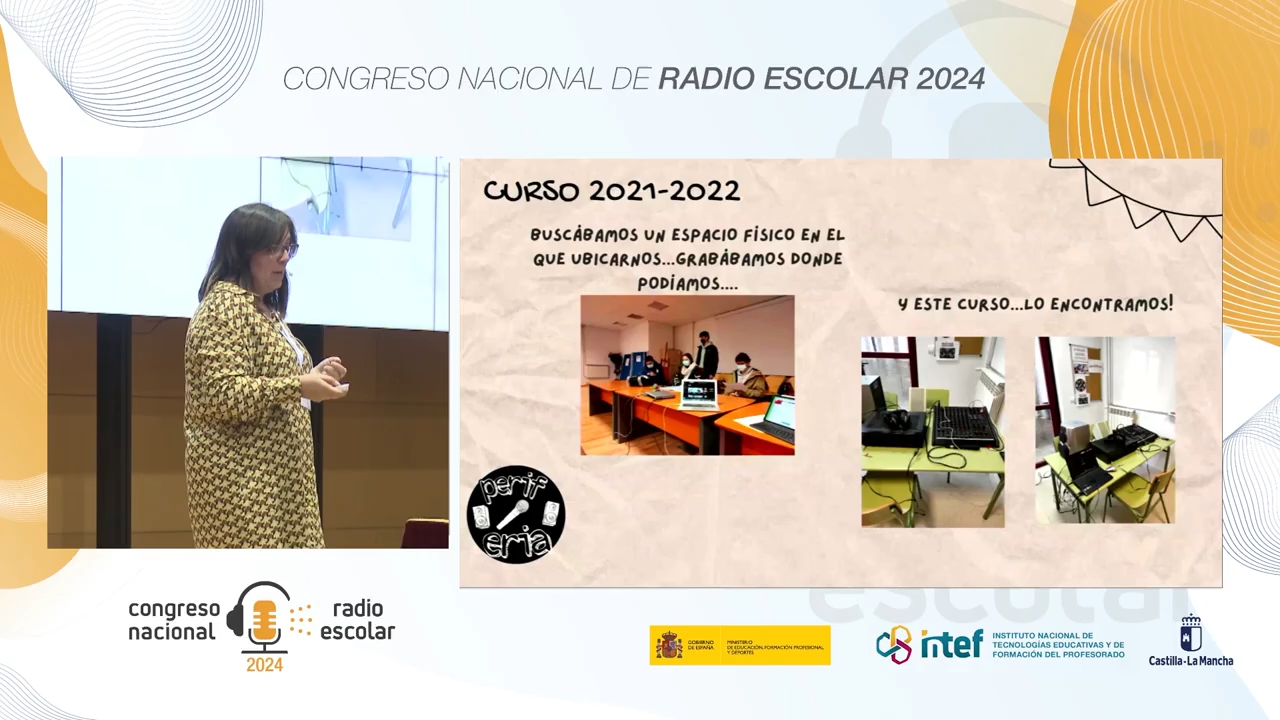 CONGRESO NACIONAL DE RADIO ESCOLAR 2024
CURSO 2021-2022
BUSCÁBAMOS UN ESPACIO FÍSICO EN EL
QUE UBICARNOS...GRABÁBAMOS DONDE
PODÍAMOS....
Y ESTE CURSO...LO ENCONTRAMOS!
perif
eria
escolar
congreso
nacional
radio
escolar
2024
GOBIERNO
DE ESPAÑA
MINISTERIO
DE EDUCACIÓN, FORMACIÓN PROFESIONAL
Y DEPORTES
intef
INSTITUTO NACIONAL DE
TECNOLOGÍAS EDUCATIVAS Y DE
FORMACIÓN DEL PROFESORADO
Castilla-La Mancha